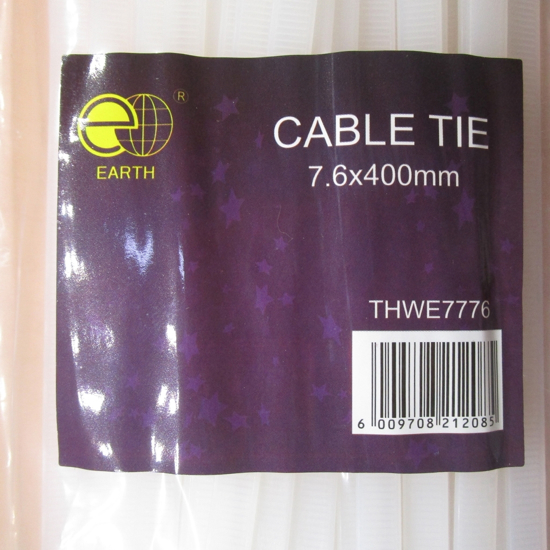 ®
EARTH
CABLE TIE
7.6x400mm
THWE7776
6 009708 212085